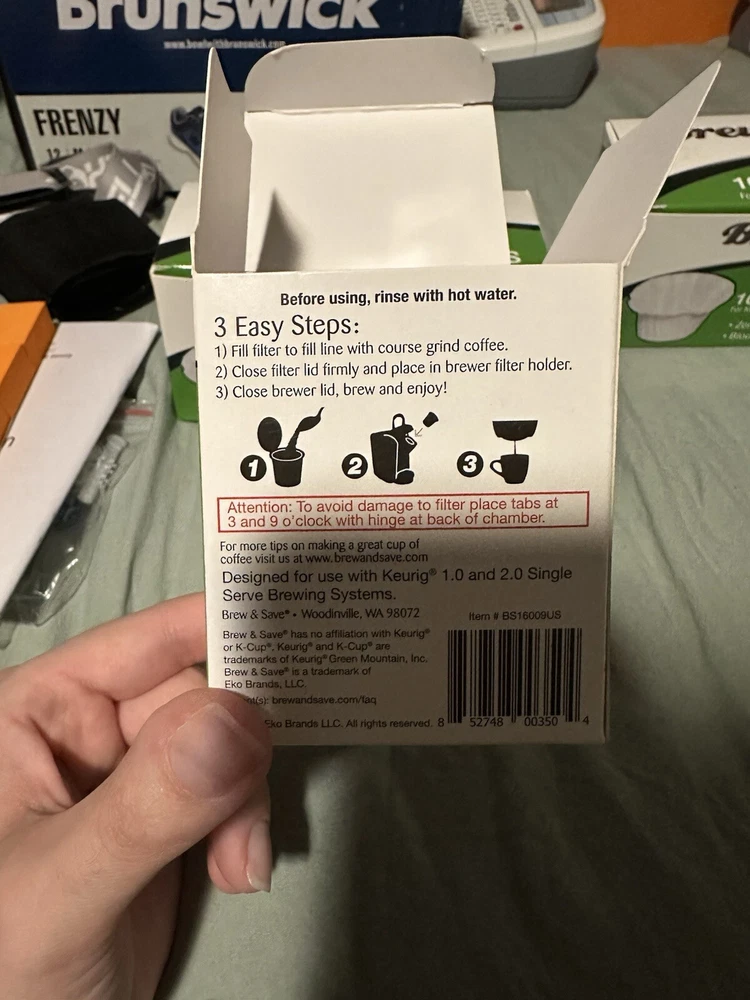 Brunswick
www.bowlwithbrunswick.com
FRENZY
Before using, rinse with hot water.
3 Easy Steps:
1) Fill filter to fill line with course grind coffee.
2) Close filter lid firmly and place in brewer filter holder.
3) Close brewer lid, brew and enjoy!
1 2 3
Attention: To avoid damage to filter place tabs at
3 and 9 o'clock with hinge at back of chamber.
For more tips on making a great cup of
coffee visit us at www.brewandsave.com
Designed for use with Keurig® 1.0 and 2.0 Single
Serve Brewing Systems.
Brew & Save® • Woodinville, WA 98072
Item # BS16009US
Brew & Save® has no affiliation with Keurig®
or K-Cup®. Keurig® and K-Cup® are
trademarks of Keurig® Green Mountain, Inc.
Brew & Save® is a trademark of
Eko Brands, LLC.
brewandsave.com/faq
Eko Brands LLC. All rights reserved.
8 52748 00350 4